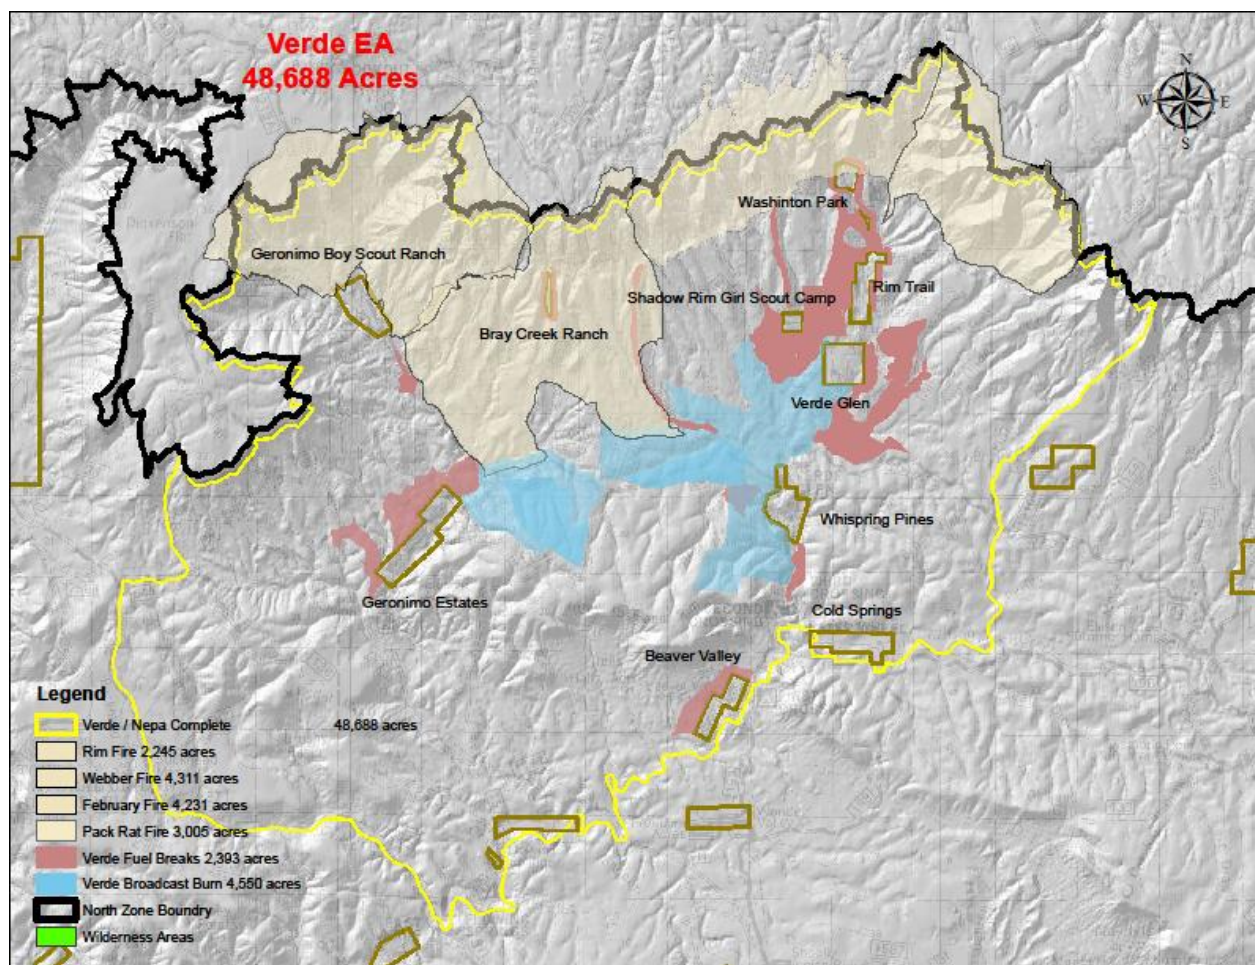 Verde EA
48,688 Acres
N
W
E
S
Washinton Park
Geronimo Boy Scout Ranch
Rim Trail
Shadow Rim Girl Scout Camp
Bray Creek Ranch
Verde Glen
Whispring Pines
Geronimo Estates
Cold Springs
Beaver Valley
Legend
Verde / Nepa Complete 48,688 acres
Rim Fire 2,245 acres
Webber Fire 4,311 acres
February Fire 4,231 acres
Pack Rat Fire 3,005 acres
Verde Fuel Breaks 2,393 acres
Verde Broadcast Burn 4,550 acres
North Zone Boundry
Wilderness Areas